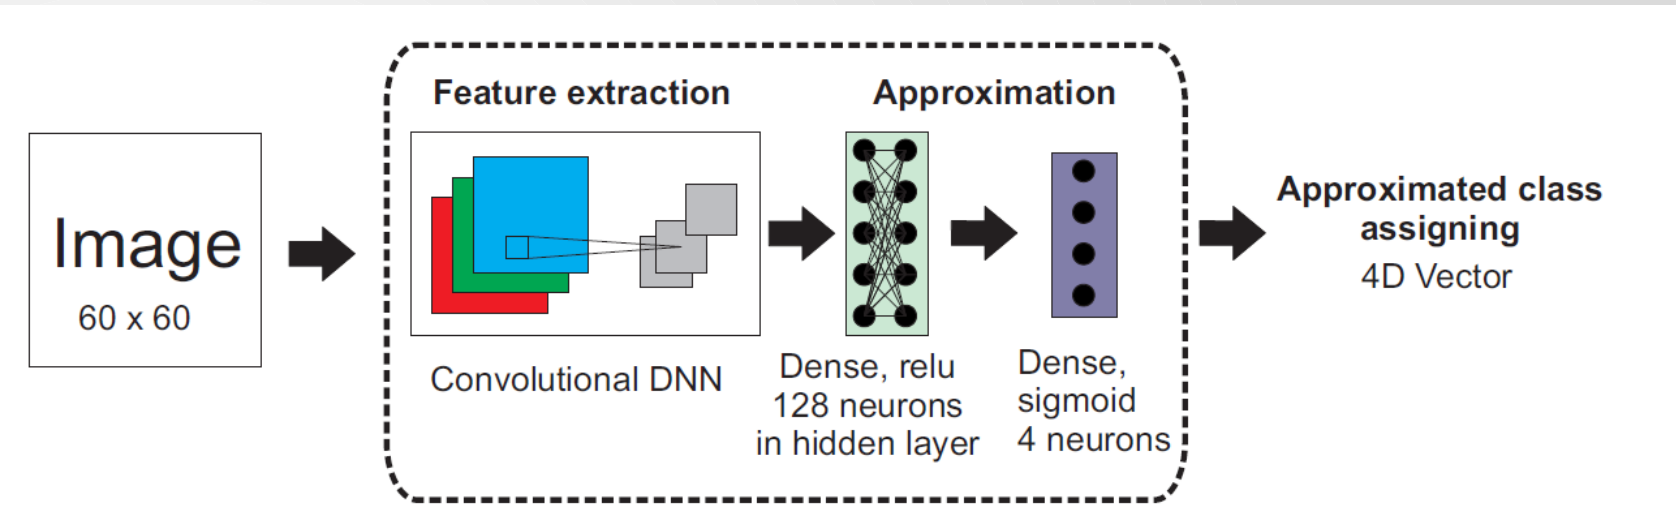 Feature extraction
Approximation
Image
60 x 60
Convolutional DNN
Dense, relu
128 neurons
in hidden layer
Dense,
sigmoid
4 neurons
Approximated class
assigning
4D Vector